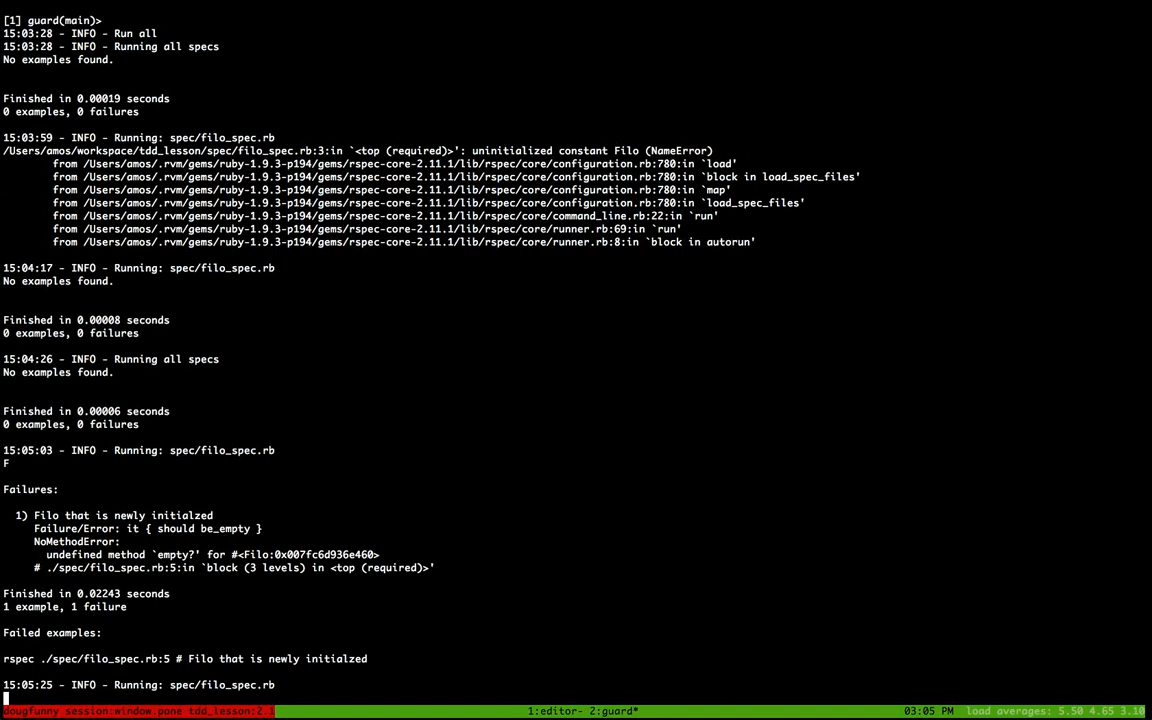 [1] guard(main)>
15:03:28 - INFO - Run all
15:03:28 - INFO - Running all specs
No examples found.
Finished in 0.00019 seconds
0 examples, 0 failures
15:03:59 - INFO - Running: spec/filo_spec.rb
/Users/amos/workspace/tdd_lesson/spec/filo_spec.rb:3:in `<top (required)>': uninitialized constant Filo (NameError)
from /Users/amos/.rvm/gems/ruby-1.9.3-p194/gems/rspec-core-2.11.1/lib/rspec/core/configuration.rb:780:in `load'
from /Users/amos/.rvm/gems/ruby-1.9.3-p194/gems/rspec-core-2.11.1/lib/rspec/core/configuration.rb:780:in `block in load_spec_files'
from /Users/amos/.rvm/gems/ruby-1.9.3-p194/gems/rspec-core-2.11.1/lib/rspec/core/configuration.rb:780:in `map'
from /Users/amos/.rvm/gems/ruby-1.9.3-p194/gems/rspec-core-2.11.1/lib/rspec/core/configuration.rb:780:in `load_spec_files'
from /Users/amos/.rvm/gems/ruby-1.9.3-p194/gems/rspec-core-2.11.1/lib/rspec/core/command_line.rb:22:in `run'
from /Users/amos/.rvm/gems/ruby-1.9.3-p194/gems/rspec-core-2.11.1/lib/rspec/core/runner.rb:69:in `run'
from /Users/amos/.rvm/gems/ruby-1.9.3-p194/gems/rspec-core-2.11.1/lib/rspec/core/runner.rb:8:in `block in autorun'
15:04:17 - INFO - Running: spec/filo_spec.rb
No examples found.
Finished in 0.00008 seconds
0 examples, 0 failures
15:04:26 - INFO - Running all specs
No examples found.
Finished in 0.00006 seconds
0 examples, 0 failures
15:05:03 - INFO - Running: spec/filo_spec.rb
F
Failures:
1) Filo that is newly initialzed
Failure/Error: it { should be_empty }
NoMethodError:
undefined method `empty?' for #<Filo:0x007fc6d936e460>
# ./spec/filo_spec.rb:5:in `block (3 levels) in <top (required)>'
Finished in 0.02243 seconds
1 example, 1 failure
Failed examples:
rspec ./spec/filo_spec.rb:5 # Filo that is newly initialzed
15:05:25 - INFO - Running: spec/filo_spec.rb
dougfunny session:window.pane tdd_lesson:2.1 1:editor- 2:guard* 03:05 PM load averages: 5.50 4.65 3.10